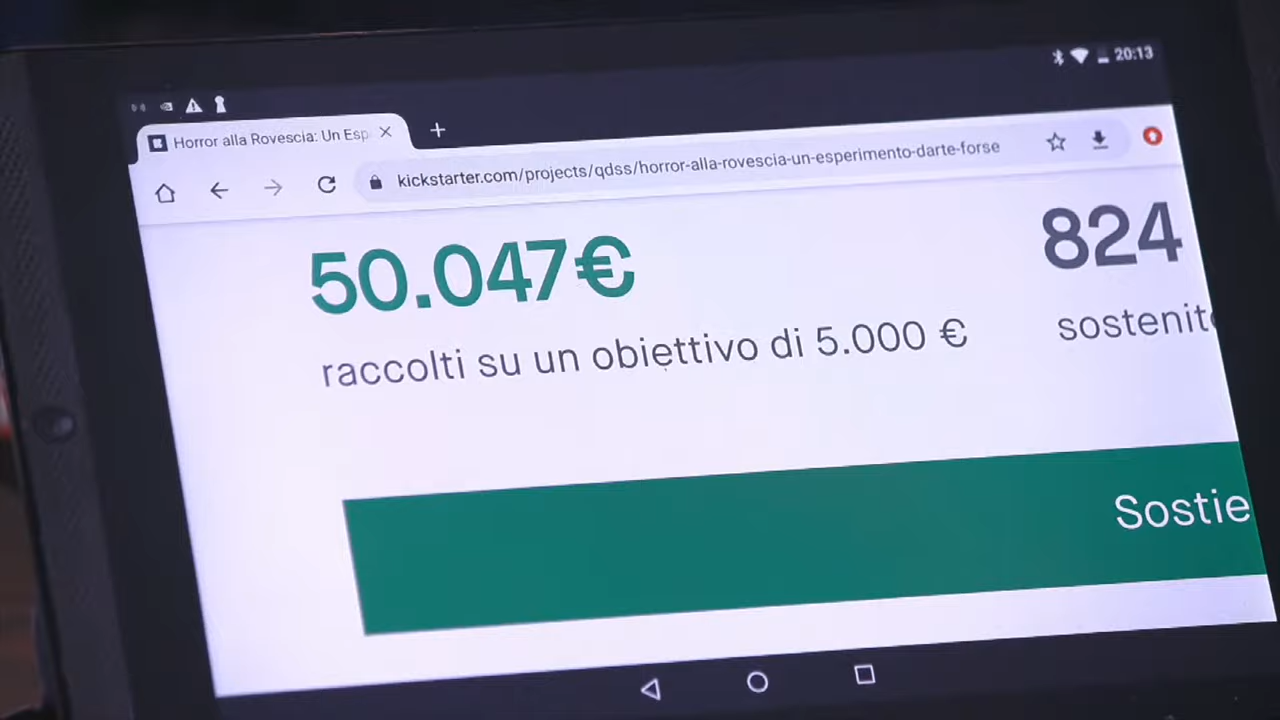 20:13
Horror alla Rovescia: Un Esp
kickstarter.com/projects/qdss/horror-alla-rovescia-un-esperimento-darte-forse
50.047€
824
raccolti su un obiettivo di 5.000 €
sostenit
Sostie